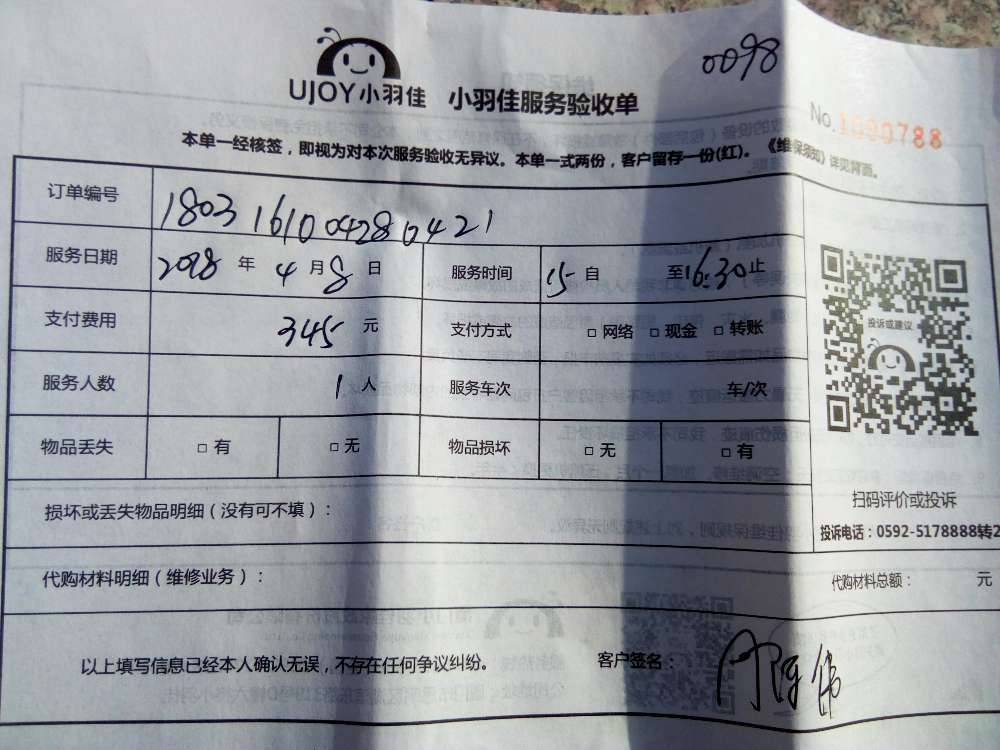 0098
UJOY小羽佳 小羽佳服务验收单
No.1090788
本单一经核签，即视为对本次服务验收无异议。本单一式两份，客户留存一份(红)。《维保须知》详见背面。
订单编号 18031610042860421
服务日期 2018 年 4 月 8 日 服务时间 15 自 至16:30止
投诉或建议
支付费用 345 元 支付方式 □ 网络 □ 现金 □ 转账
服务人数 1 人 服务车次 车/次
物品丢失 □ 有 □ 无 物品损坏 □ 无 □ 有
扫码评价或投诉
损坏或丢失物品明细（没有可不填）：
投诉电话：0592-5178888转2
代购材料明细（维修业务）： 代购材料总额： 元
以上填写信息已经本人确认无误，不存在任何争议纠纷。 客户签名：